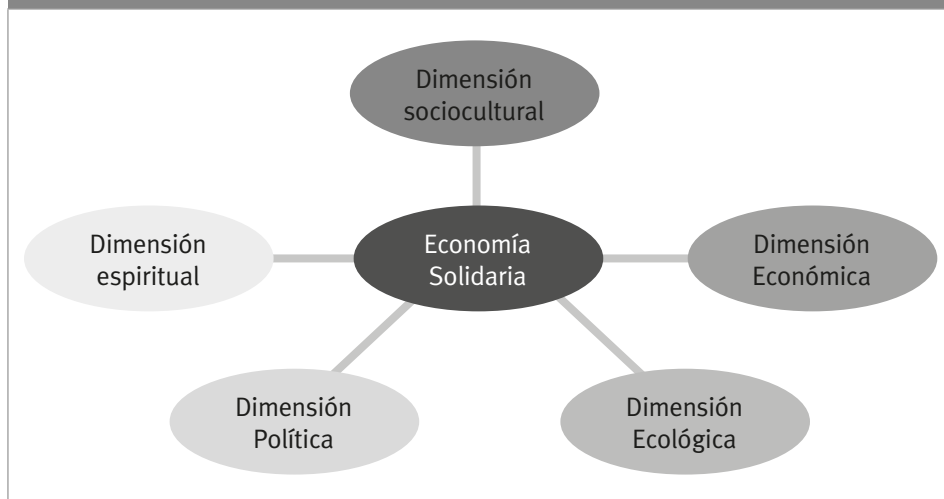 Dimensión
sociocultural
Dimensión
espiritual
Economía
Solidaria
Dimensión
Económica
Dimensión
Política
Dimensión
Ecológica